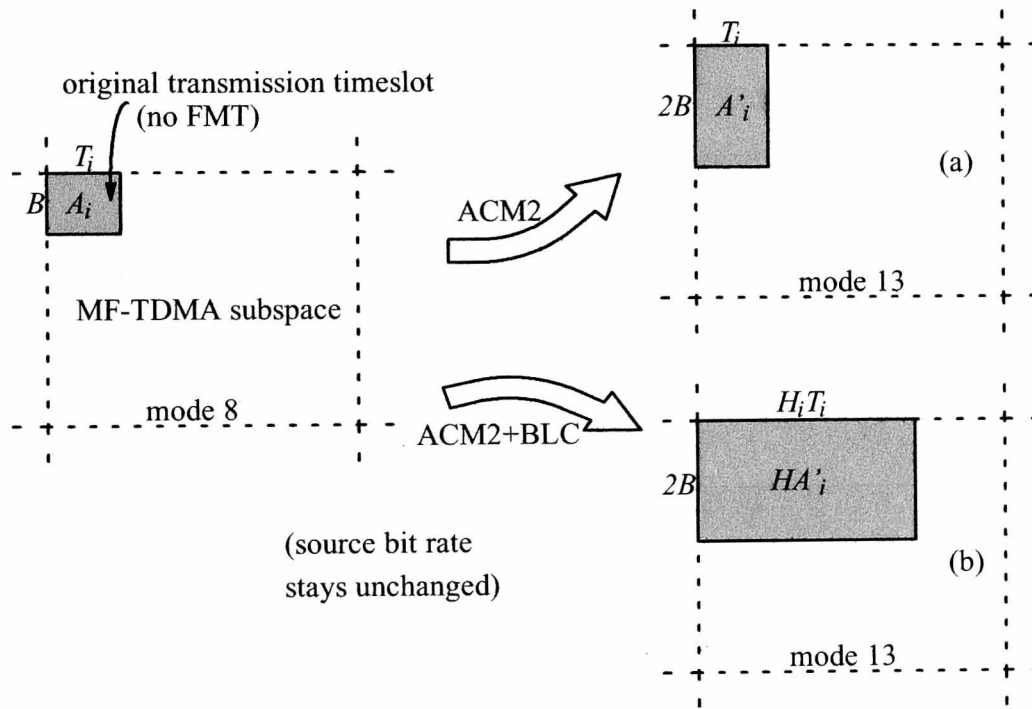 original transmission timeslot
(no FMT)
T_i
B
A_i
MF-TDMA subspace
mode 8
ACM2
ACM2+BLC
(source bit rate
stays unchanged)
T_i
2B
A'_i
(a)
mode 13
H_iT_i
2B
HA'_i
(b)
mode 13